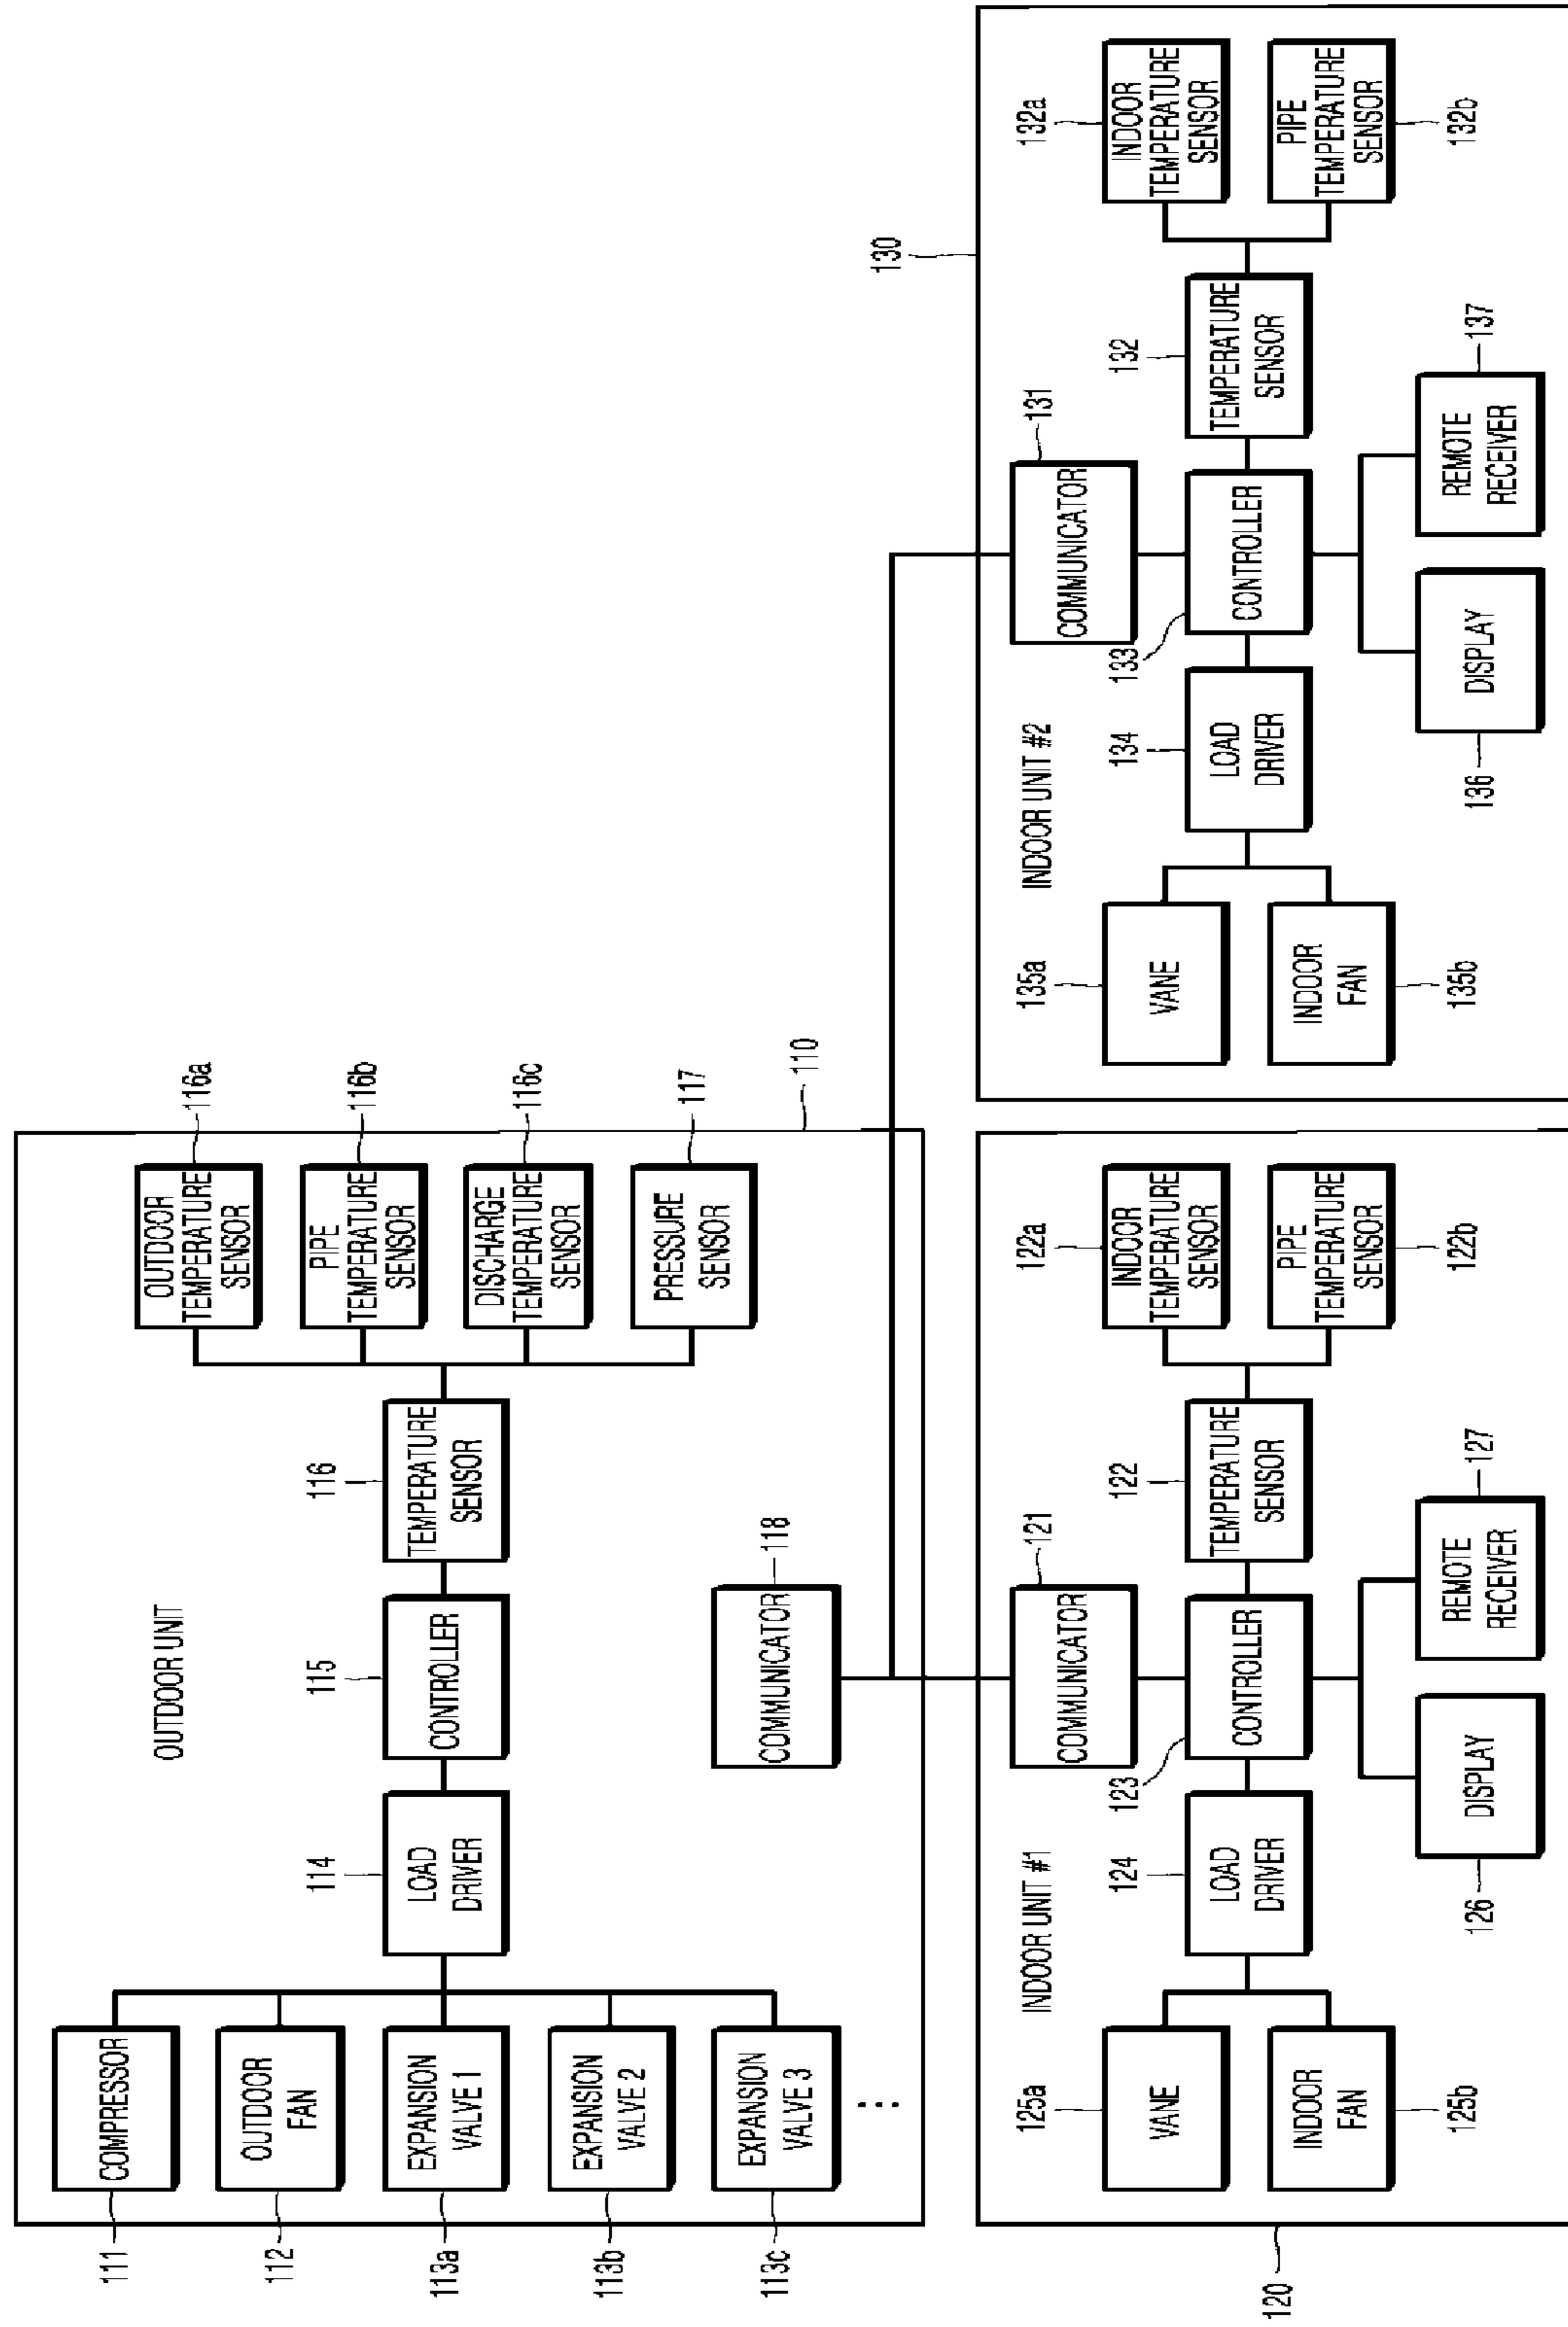 OUTDOOR UNIT
111
COMPRESSOR
112
OUTDOOR
FAN
113a
EXPANSION
VALVE 1
113b
EXPANSION
VALVE 2
113c
EXPANSION
VALVE 3
...
114
LOAD
DRIVER
115
CONTROLLER
116
TEMPERATURE
SENSOR
OUTDOOR
TEMPERATURE
SENSOR
116a
PIPE
TEMPERATURE
SENSOR
116b
DISCHARGE
TEMPERATURE
SENSOR
116c
PRESSURE
SENSOR
117
110
COMMUNICATOR
118
120
INDOOR UNIT #1
COMMUNICATOR
121
125a
VANE
INDOOR
FAN
125b
124
LOAD
DRIVER
123
CONTROLLER
122
TEMPERATURE
SENSOR
122a
INDOOR
TEMPERATURE
SENSOR
PIPE
TEMPERATURE
SENSOR
122b
126
DISPLAY
REMOTE
RECEIVER
127
130
INDOOR UNIT #2
COMMUNICATOR
131
135a
VANE
INDOOR
FAN
135b
134
LOAD
DRIVER
133
CONTROLLER
132
TEMPERATURE
SENSOR
132a
INDOOR
TEMPERATURE
SENSOR
PIPE
TEMPERATURE
SENSOR
132b
136
DISPLAY
REMOTE
RECEIVER
137